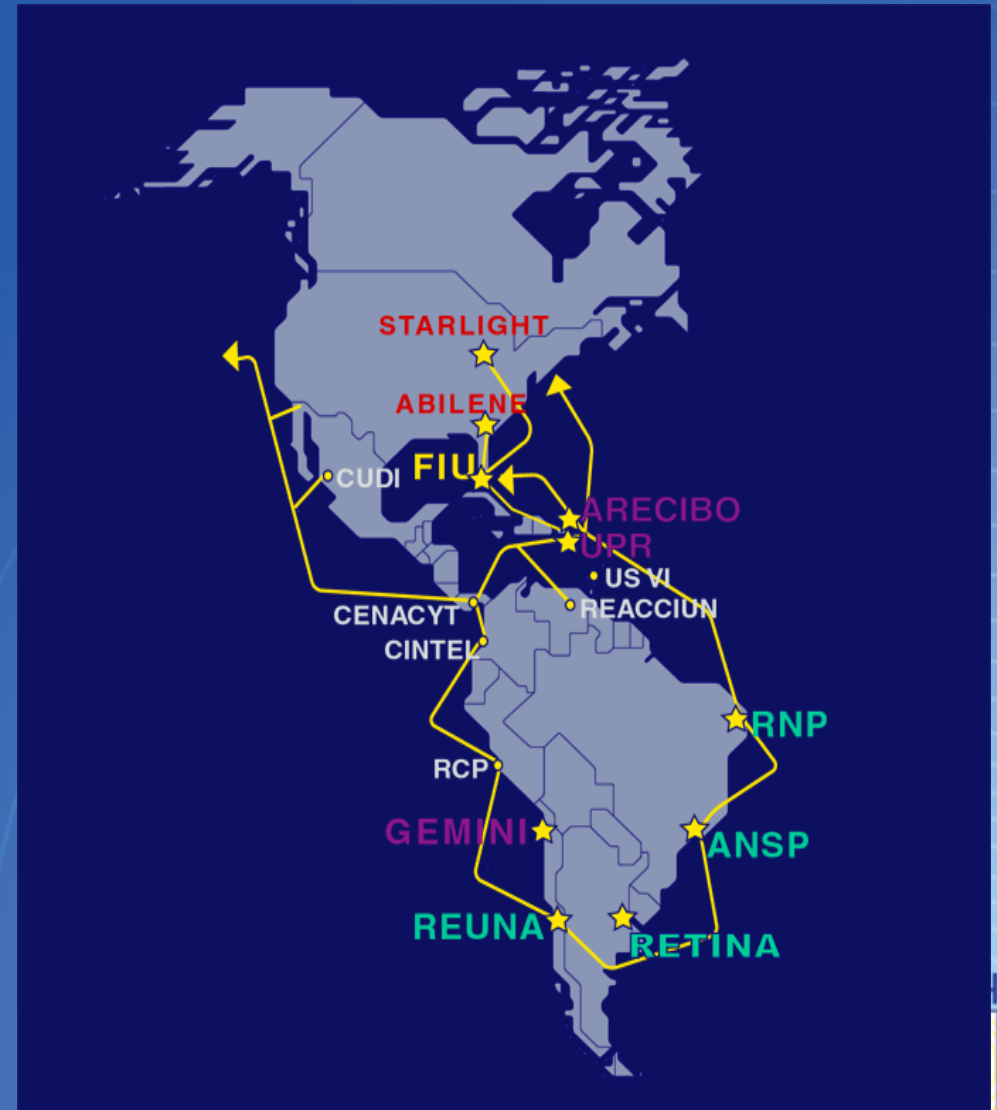 STARLIGHT
ABILENE
FIU
CUDI
ARECIBO
UPR
US VI
REACCIUN
CENACYT
CINTEL
RNP
RCP
GEMINI
ANSP
REUNA
RETINA